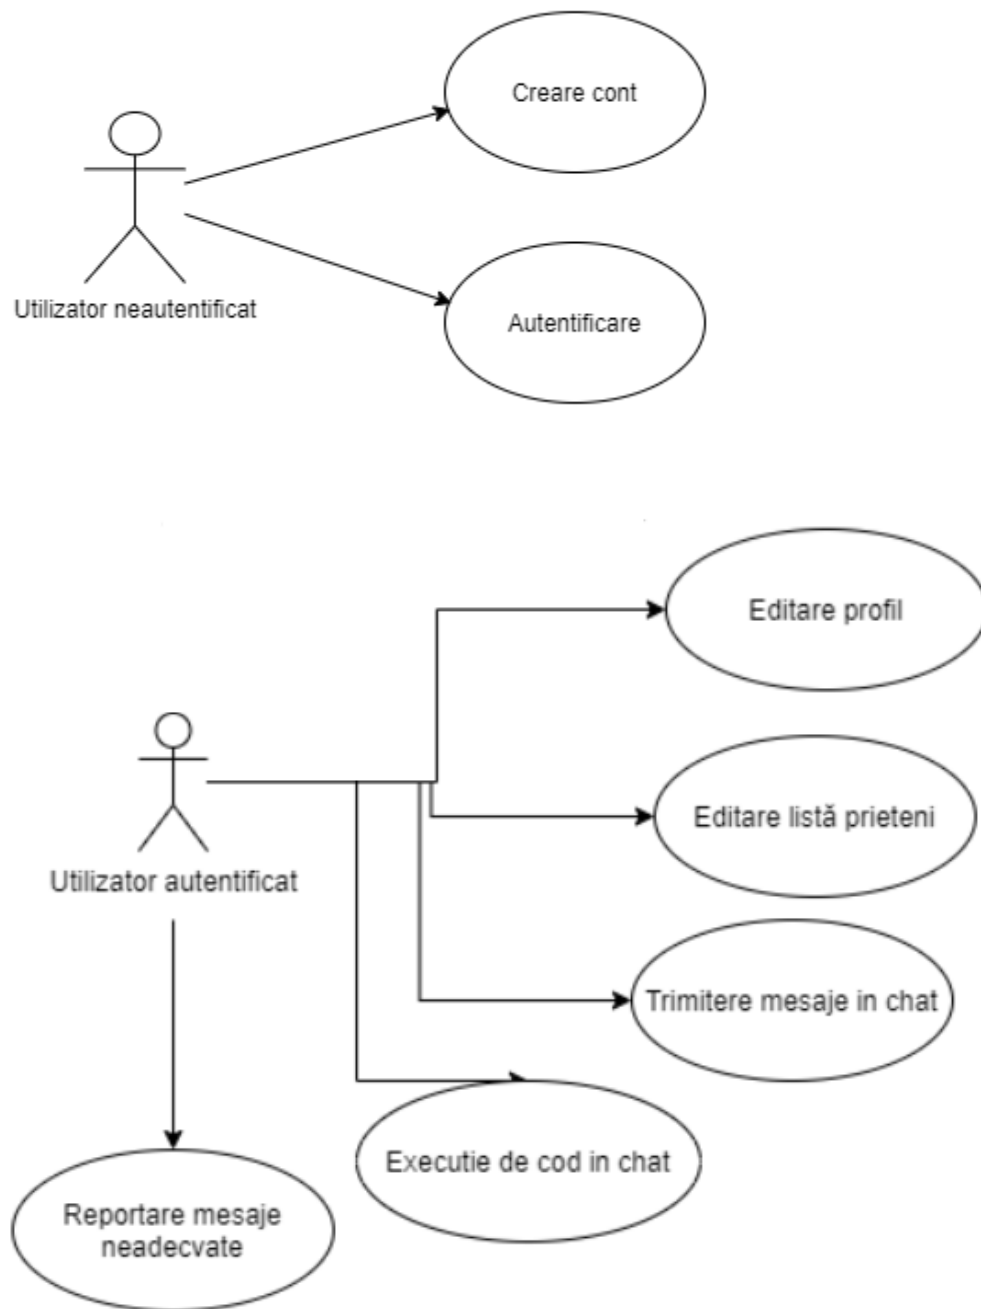 Creare cont
Utilizator neautentificat
Autentificare
Editare profil
Editare listă prieteni
Utilizator autentificat
Trimitere mesaje in chat
Executie de cod in chat
Reportare mesaje
neadecvate